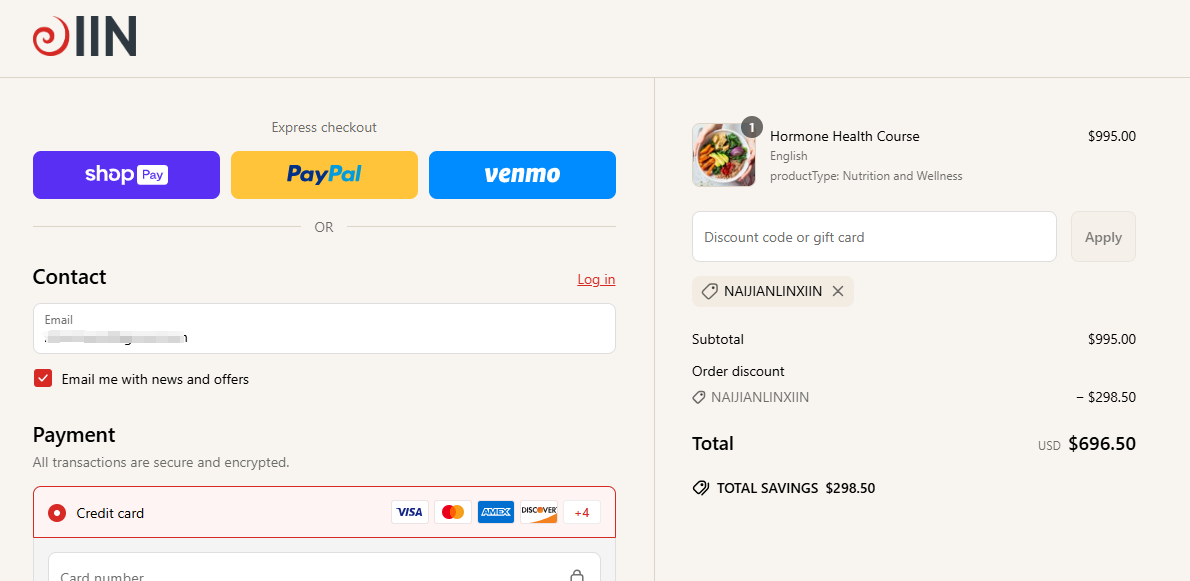 IIN
Express checkout
shop Pay
PayPal
venmo
OR
Contact
Log in
Email
Email me with news and offers
Payment
All transactions are secure and encrypted.
Credit card
VISA
AMEX
DISCOVER
+4
Card number
1
Hormone Health Course
$995.00
English
productType: Nutrition and Wellness
Discount code or gift card
Apply
NAIJIANLINXIIN
Subtotal
$995.00
Order discount
NAIJIANLINXIIN
− $298.50
Total
USD $696.50
TOTAL SAVINGS $298.50